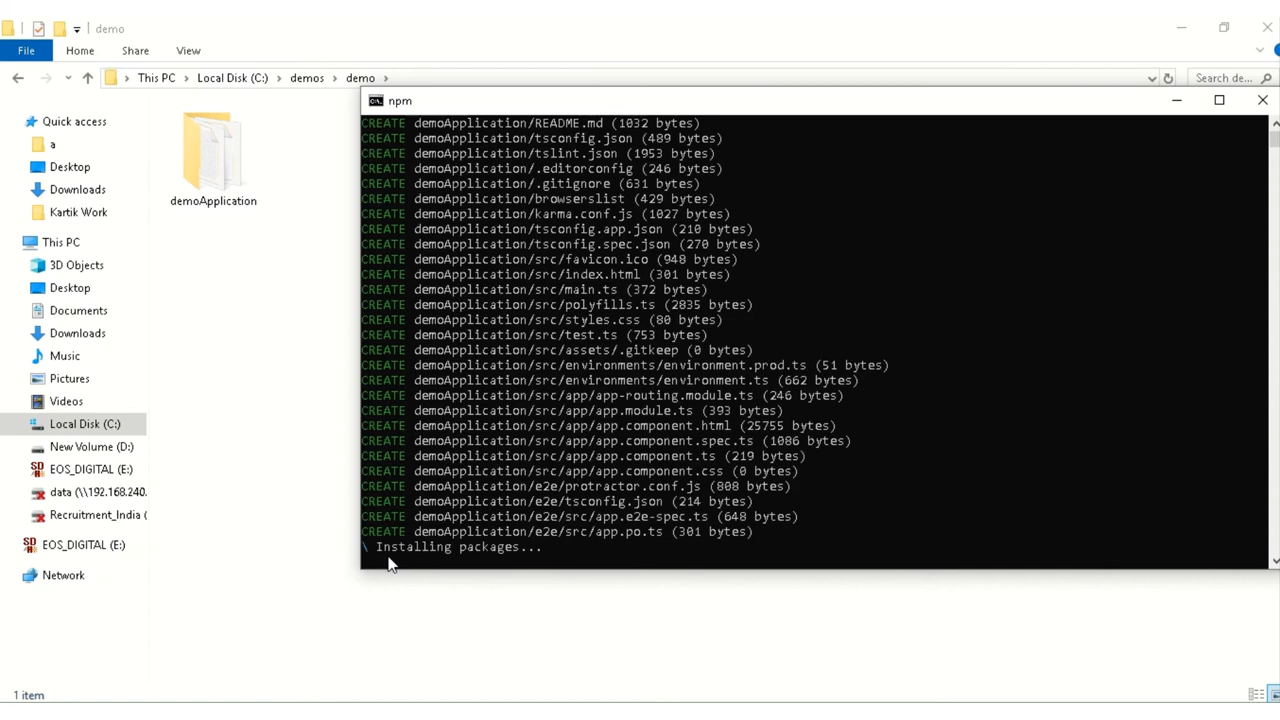 demo
File Home Share View
This PC Local Disk (C:) demos demo
Search de...
Quick access
a
Desktop
Downloads
Kartik Work
This PC
3D Objects
Desktop
Documents
Downloads
Music
Pictures
Videos
Local Disk (C:)
New Volume (D:)
EOS_DIGITAL (E:)
data (\\192.168.240.
Recruitment_India (
EOS_DIGITAL (E:)
Network
1 item
demoApplication
npm
CREATE demoApplication/README.md (1032 bytes)
CREATE demoApplication/tsconfig.json (489 bytes)
CREATE demoApplication/tslint.json (1953 bytes)
CREATE demoApplication/.editorconfig (246 bytes)
CREATE demoApplication/.gitignore (631 bytes)
CREATE demoApplication/browserslist (429 bytes)
CREATE demoApplication/karma.conf.js (1027 bytes)
CREATE demoApplication/tsconfig.app.json (210 bytes)
CREATE demoApplication/tsconfig.spec.json (270 bytes)
CREATE demoApplication/src/favicon.ico (948 bytes)
CREATE demoApplication/src/index.html (301 bytes)
CREATE demoApplication/src/main.ts (372 bytes)
CREATE demoApplication/src/polyfills.ts (2835 bytes)
CREATE demoApplication/src/styles.css (80 bytes)
CREATE demoApplication/src/test.ts (753 bytes)
CREATE demoApplication/src/assets/.gitkeep (0 bytes)
CREATE demoApplication/src/environments/environment.prod.ts (51 bytes)
CREATE demoApplication/src/environments/environment.ts (662 bytes)
CREATE demoApplication/src/app/app-routing.module.ts (246 bytes)
CREATE demoApplication/src/app/app.module.ts (393 bytes)
CREATE demoApplication/src/app/app.component.html (25755 bytes)
CREATE demoApplication/src/app/app.component.spec.ts (1086 bytes)
CREATE demoApplication/src/app/app.component.ts (219 bytes)
CREATE demoApplication/src/app/app.component.css (0 bytes)
CREATE demoApplication/e2e/protractor.conf.js (808 bytes)
CREATE demoApplication/e2e/tsconfig.json (214 bytes)
CREATE demoApplication/e2e/src/app.e2e-spec.ts (648 bytes)
CREATE demoApplication/e2e/src/app.po.ts (301 bytes)
\ Installing packages...